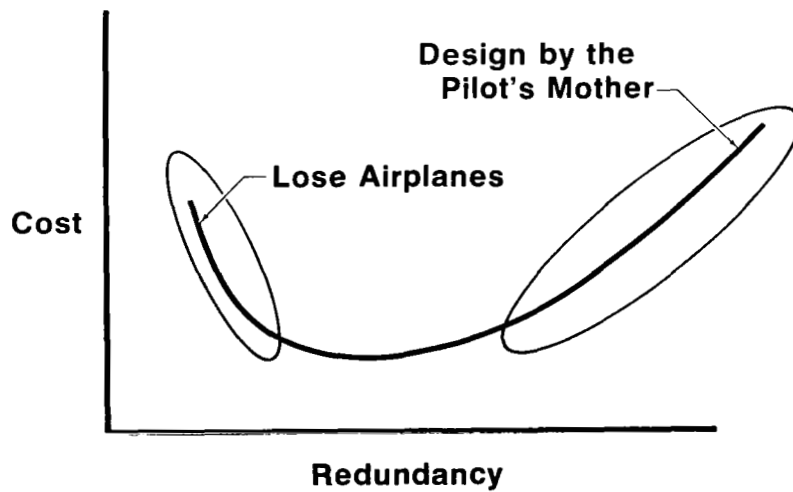 Design by the
Pilot's Mother
Lose Airplanes
Cost
Redundancy